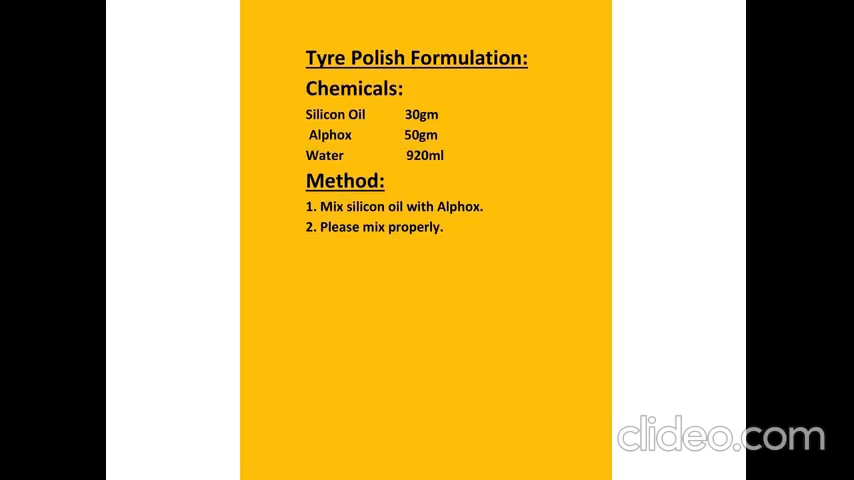 Tyre Polish Formulation:
Chemicals:
Silicon Oil 30gm
Alphox 50gm
Water 920ml
Method:
1. Mix silicon oil with Alphox.
2. Please mix properly.
clideo.com